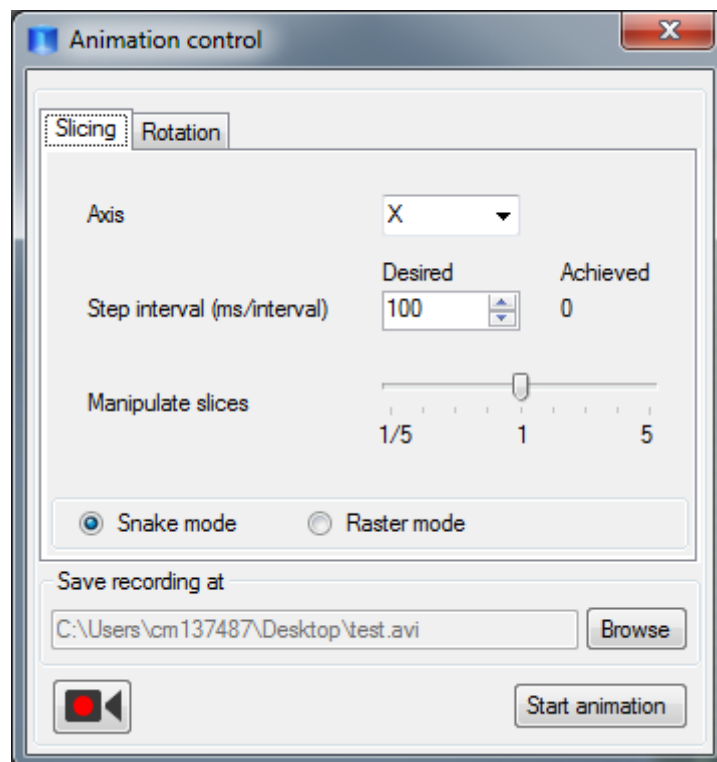 Animation control
Slicing Rotation
Axis X
Desired Achieved
Step interval (ms/interval) 100 0
Manipulate slices
1/5 1 5
Snake mode Raster mode
Save recording at
C:\Users\cm137487\Desktop\test.avi Browse
Start animation